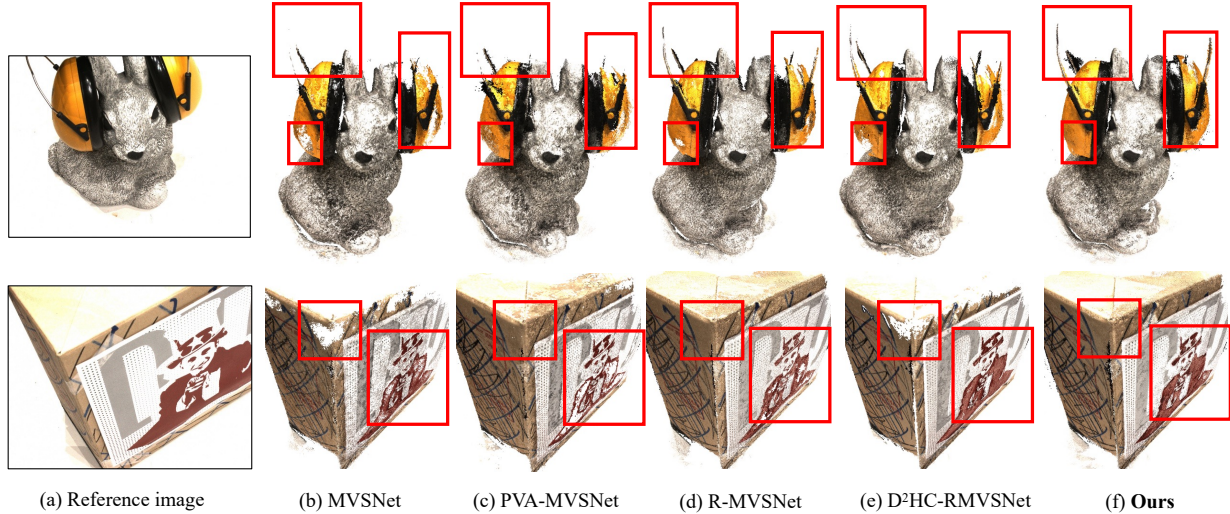 (a) Reference image
(b) MVSNet
(c) PVA-MVSNet
(d) R-MVSNet
(e) D²HC-RMVSNet
(f) Ours